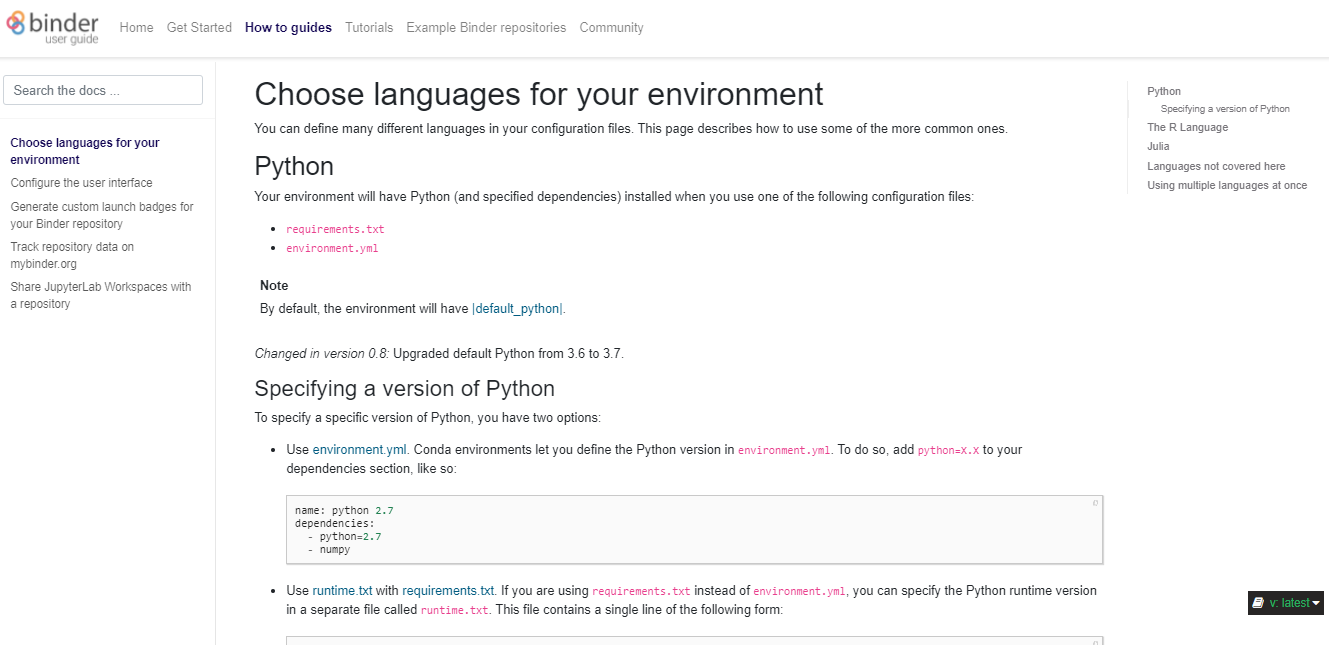 binder
user guide
Home Get Started How to guides Tutorials Example Binder repositories Community
Search the docs ...
Choose languages for your
environment
Configure the user interface
Generate custom launch badges for
your Binder repository
Track repository data on
mybinder.org
Share JupyterLab Workspaces with
a repository
Choose languages for your environment
You can define many different languages in your configuration files. This page describes how to use some of the more common ones.
Python
Your environment will have Python (and specified dependencies) installed when you use one of the following configuration files:
• requirements.txt
• environment.yml
Note
By default, the environment will have |default_python|.
Changed in version 0.8: Upgraded default Python from 3.6 to 3.7.
Specifying a version of Python
To specify a specific version of Python, you have two options:
• Use environment.yml. Conda environments let you define the Python version in environment.yml. To do so, add python=X.X to your
dependencies section, like so:
name: python 2.7
dependencies:
  - python=2.7
  - numpy
• Use runtime.txt with requirements.txt. If you are using requirements.txt instead of environment.yml, you can specify the Python runtime version
in a separate file called runtime.txt. This file contains a single line of the following form:
Python
Specifying a version of Python
The R Language
Julia
Languages not covered here
Using multiple languages at once
v: latest